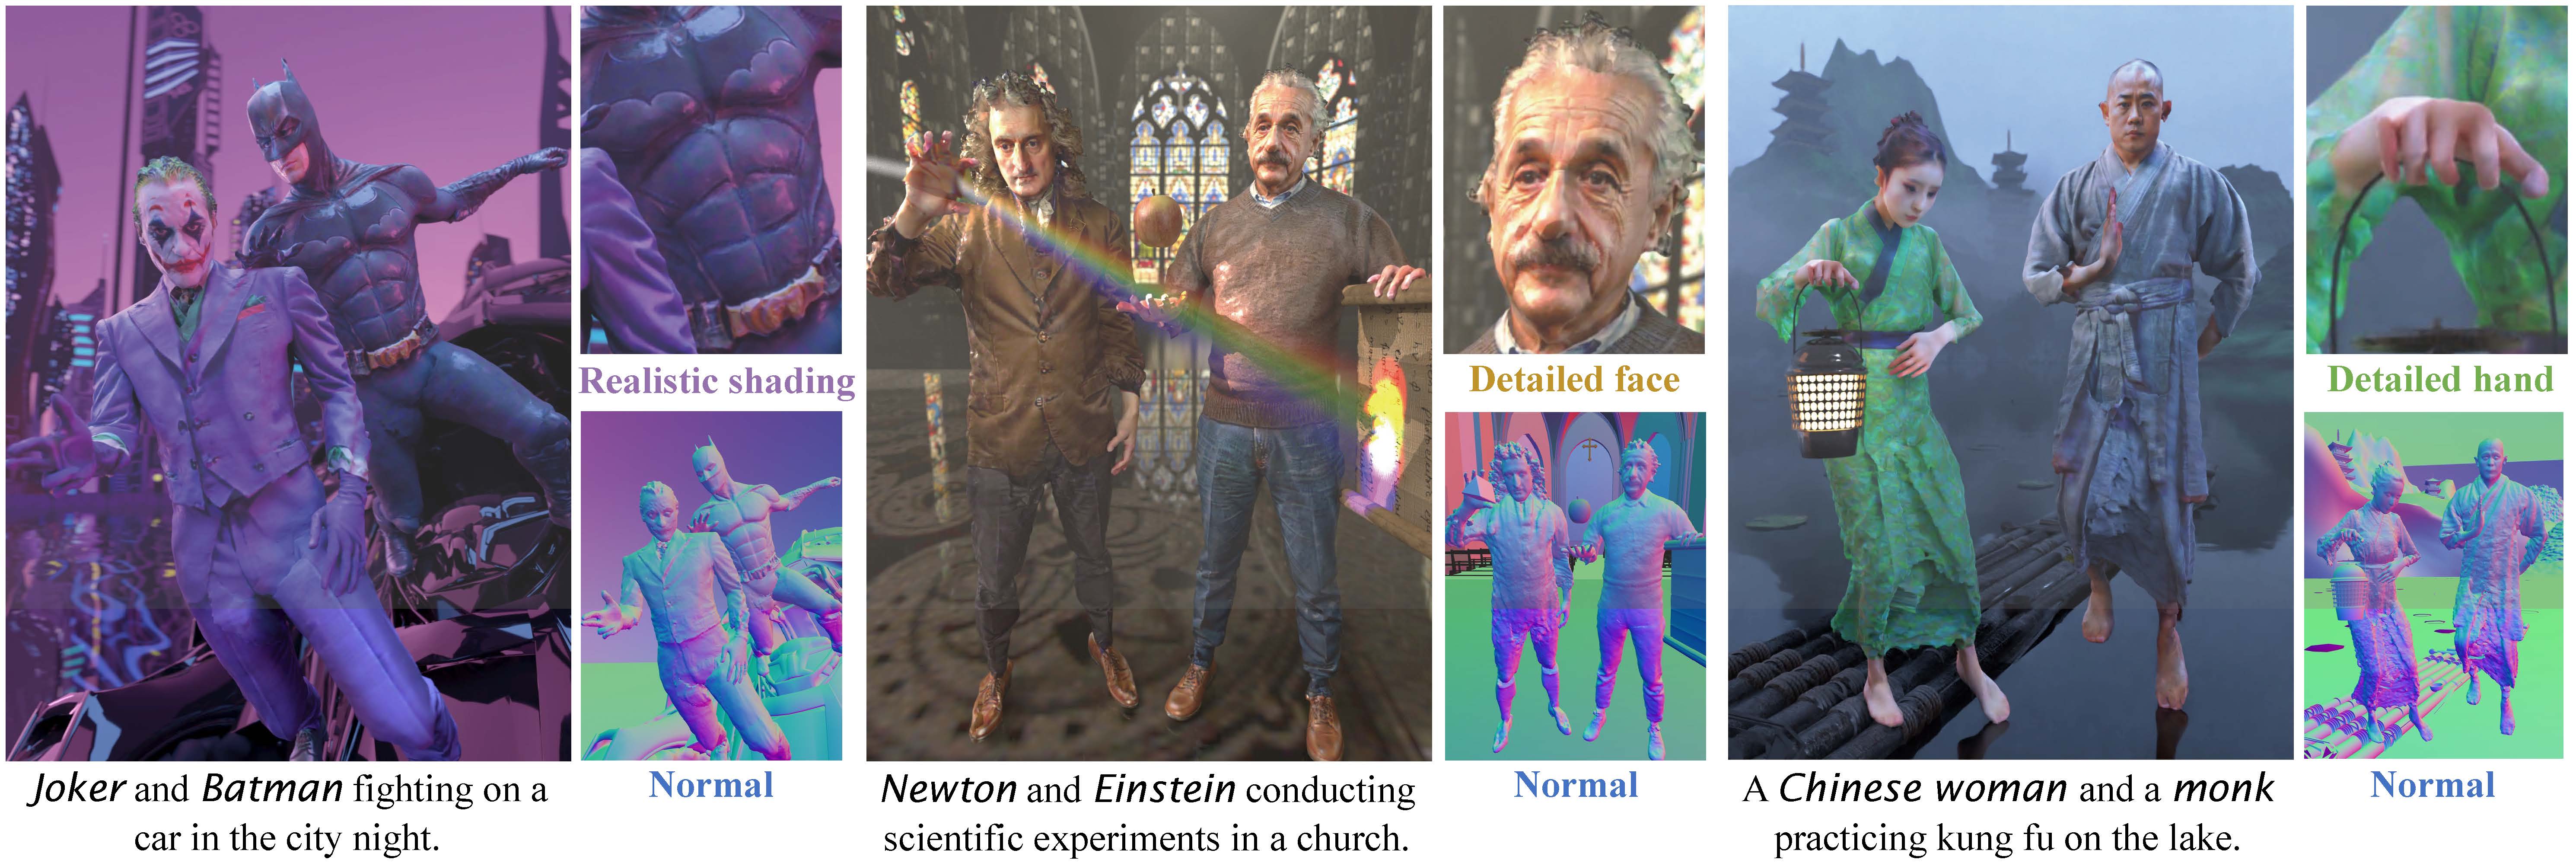 Realistic shading
Normal
Joker and Batman fighting on a
car in the city night.
Detailed face
Normal
Newton and Einstein conducting
scientific experiments in a church.
Detailed hand
Normal
A Chinese woman and a monk
practicing kung fu on the lake.